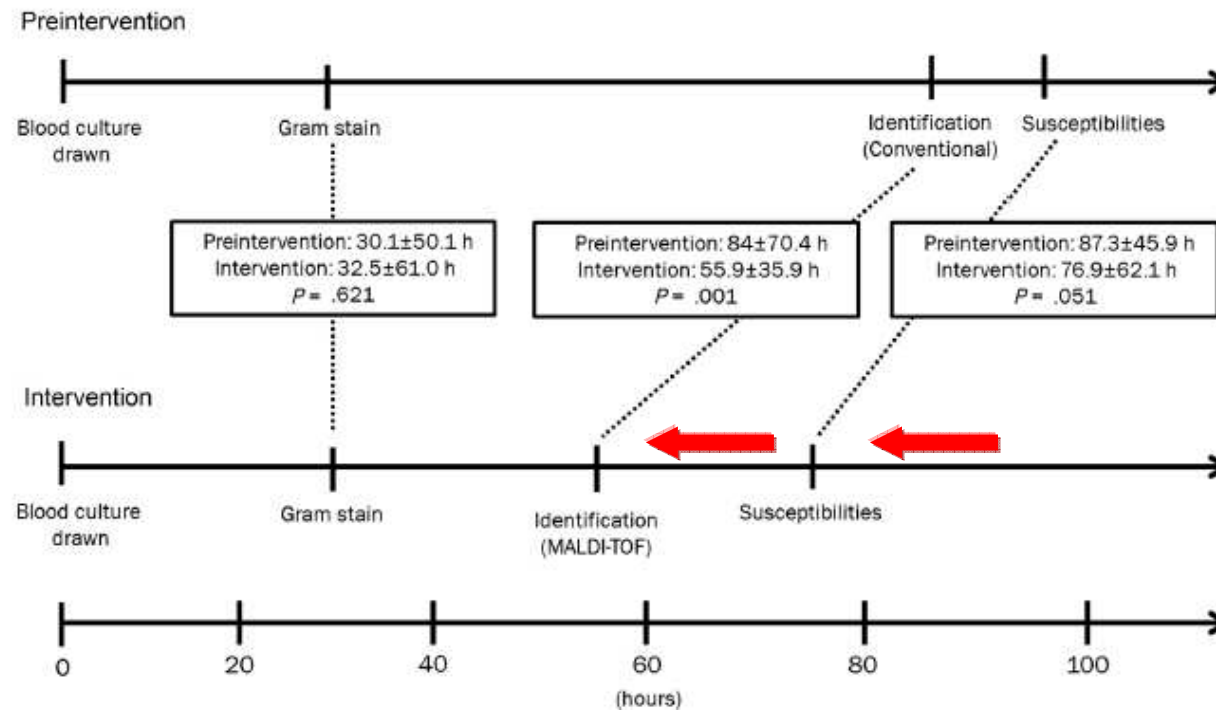 Preintervention
Blood culture
drawn
Gram stain
Identification
(Conventional)
Susceptibilities
Preintervention: 30.1±50.1 h
Intervention: 32.5±61.0 h
P = .621
Preintervention: 84±70.4 h
Intervention: 55.9±35.9 h
P = .001
Preintervention: 87.3±45.9 h
Intervention: 76.9±62.1 h
P = .051
Intervention
Blood culture
drawn
Gram stain
Identification
(MALDI-TOF)
Susceptibilities
0 20 40 60 80 100
(hours)